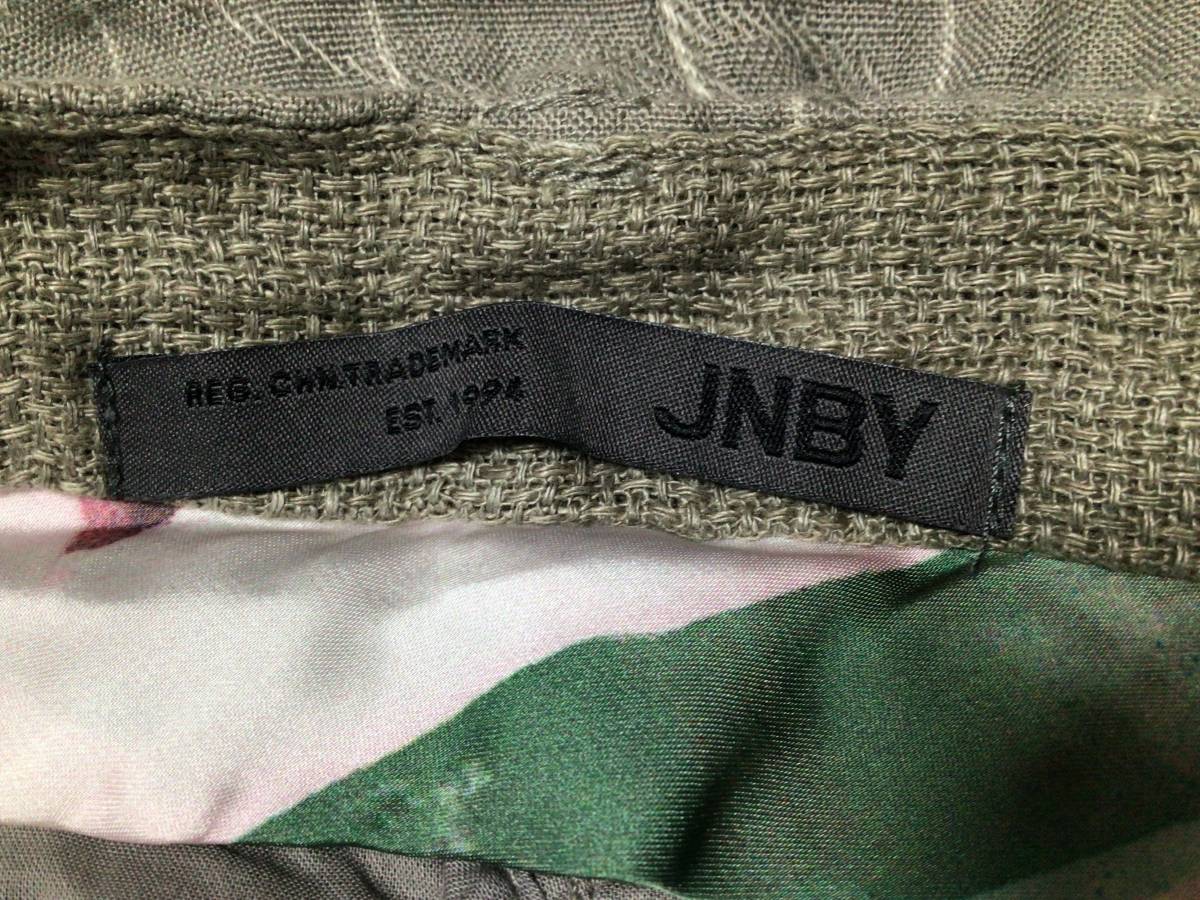 REG. CHN.TRADEMARK
EST. 1994
JNBY